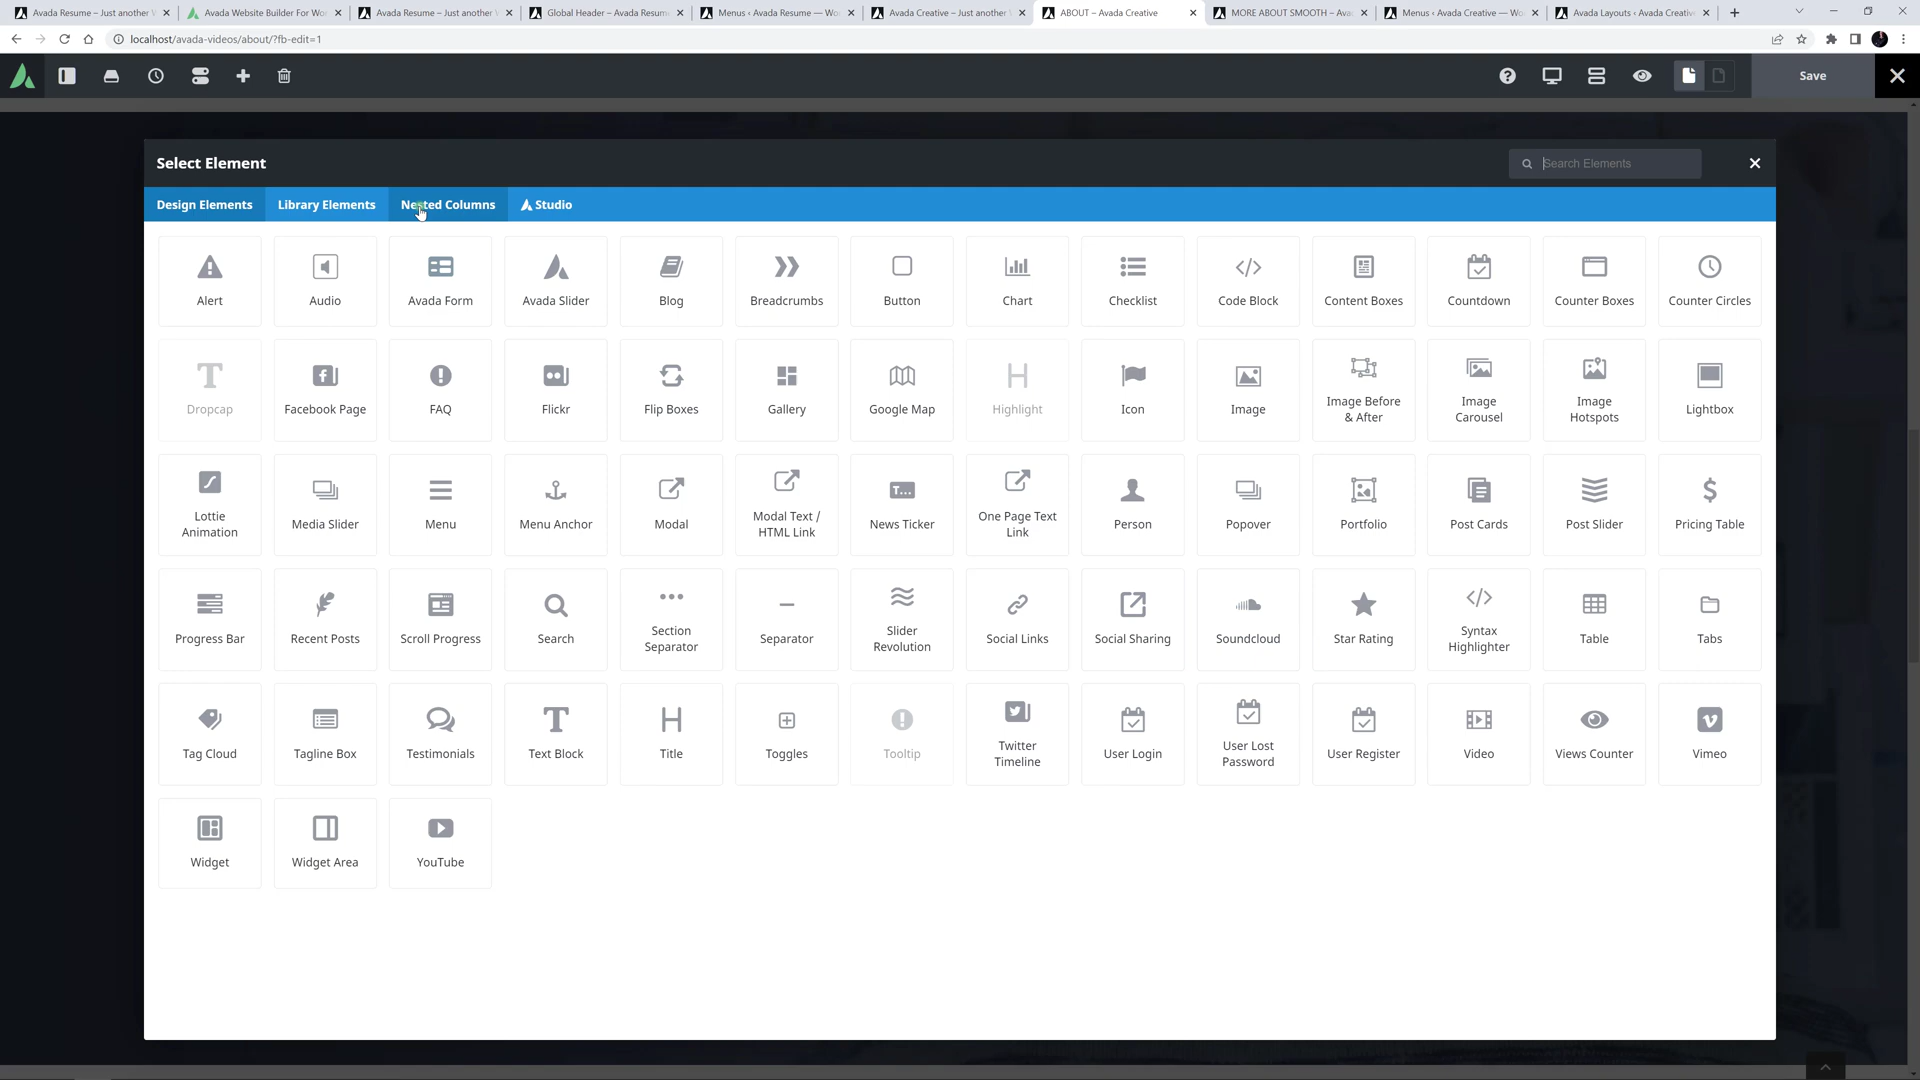 Avada Resume – Just another W
Avada Website Builder For Wor
Avada Resume – Just another W
Global Header – Avada Resum
Menus ‹ Avada Resume — Wo
Avada Creative – Just another
ABOUT – Avada Creative
MORE ABOUT SMOOTH – Ava
Menus ‹ Avada Creative — Wo
Avada Layouts ‹ Avada Creativ
localhost/avada-videos/about/?fb-edit=1
Save
Select Element
Search Elements
Design Elements
Library Elements
Nested Columns
Studio
Alert
Audio
Avada Form
Avada Slider
Blog
Breadcrumbs
Button
Chart
Checklist
Code Block
Content Boxes
Countdown
Counter Boxes
Counter Circles
Dropcap
Facebook Page
FAQ
Flickr
Flip Boxes
Gallery
Google Map
Highlight
Icon
Image
Image Before
& After
Image
Carousel
Image
Hotspots
Lightbox
Lottie
Animation
Media Slider
Menu
Menu Anchor
Modal
Modal Text /
HTML Link
News Ticker
One Page Text
Link
Person
Popover
Portfolio
Post Cards
Post Slider
Pricing Table
Progress Bar
Recent Posts
Scroll Progress
Search
Section
Separator
Separator
Slider
Revolution
Social Links
Social Sharing
Soundcloud
Star Rating
Syntax
Highlighter
Table
Tabs
Tag Cloud
Tagline Box
Testimonials
Text Block
Title
Toggles
Tooltip
Twitter
Timeline
User Login
User Lost
Password
User Register
Video
Views Counter
Vimeo
Widget
Widget Area
YouTube